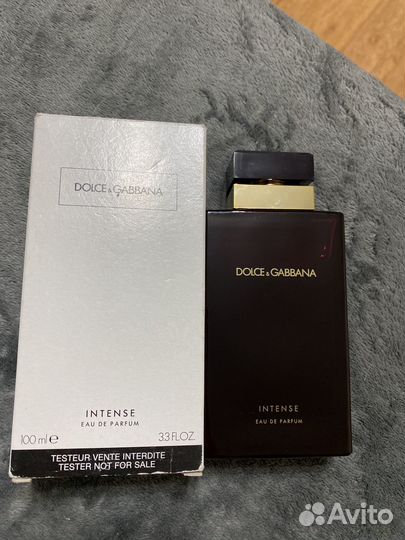 DOLCE & GABBANA
INTENSE
EAU DE PARFUM
100 ml e 3.3 FL.OZ.
TESTEUR VENTE INTERDITE
TESTER NOT FOR SALE
DOLCE & GABBANA
INTENSE
EAU DE PARFUM
Avito